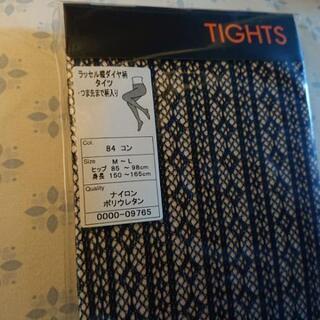 TIGHTS
ラッセル蝶ダイヤ柄
タイツ
・つま先まで柄入り
Col.
84 コン
Size
M ~ L
ヒップ 85 ~ 98cm
身長 150 ~ 165cm
Quality
ナイロン
ポリウレタン
0000-09765